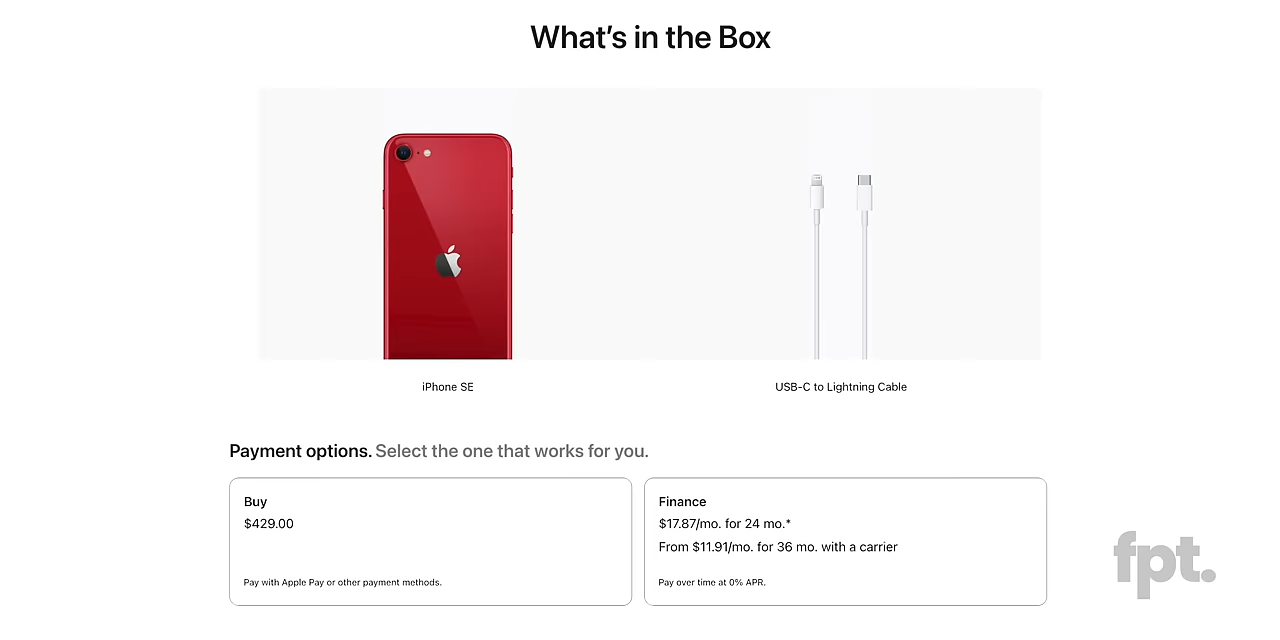 What's in the Box
iPhone SE
USB-C to Lightning Cable
Payment options. Select the one that works for you.
Buy
$429.00
Pay with Apple Pay or other payment methods.
Finance
$17.87/mo. for 24 mo.*
From $11.91/mo. for 36 mo. with a carrier
Pay over time at 0% APR.
fpt.